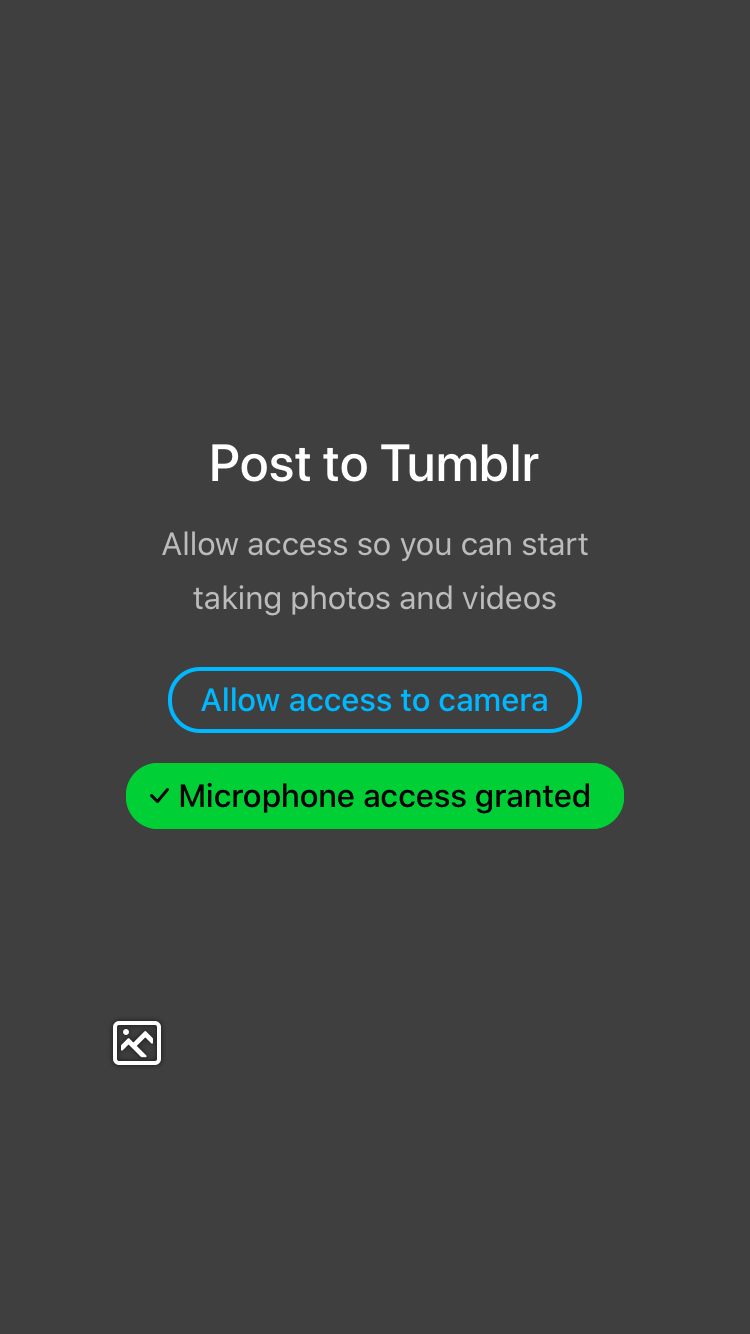 Post to Tumblr
Allow access so you can start
taking photos and videos
Allow access to camera
Microphone access granted